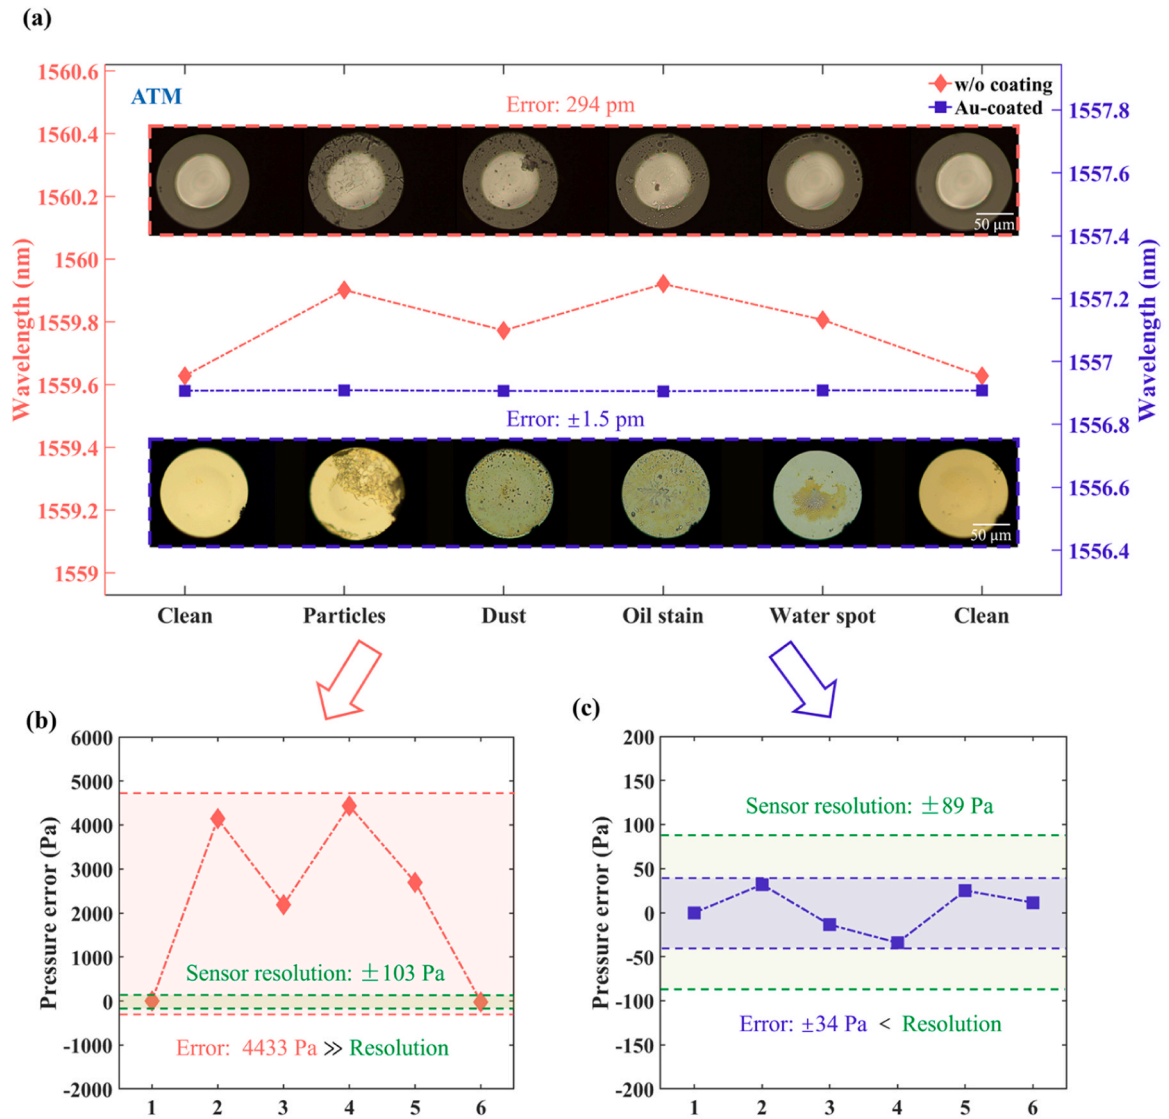 (a)
ATM
Error: 294 pm
w/o coating
Au-coated
1560.6
1560.4
1560.2
1560
1559.8
1559.6
1559.4
1559.2
1559
Wavelength (nm)
1557.8
1557.6
1557.4
1557.2
1557
1556.8
1556.6
1556.4
Wavelength (nm)
50 μm
Error: ±1.5 pm
50 μm
Clean Particles Dust Oil stain Water spot Clean
(b)
6000
5000
4000
3000
2000
1000
0
-1000
-2000
Pressure error (Pa)
Sensor resolution: ±103 Pa
Error: 4433 Pa ≫ Resolution
1 2 3 4 5 6
(c)
200
150
100
50
0
-50
-100
-150
-200
Pressure error (Pa)
Sensor resolution: ±89 Pa
Error: ±34 Pa < Resolution
1 2 3 4 5 6